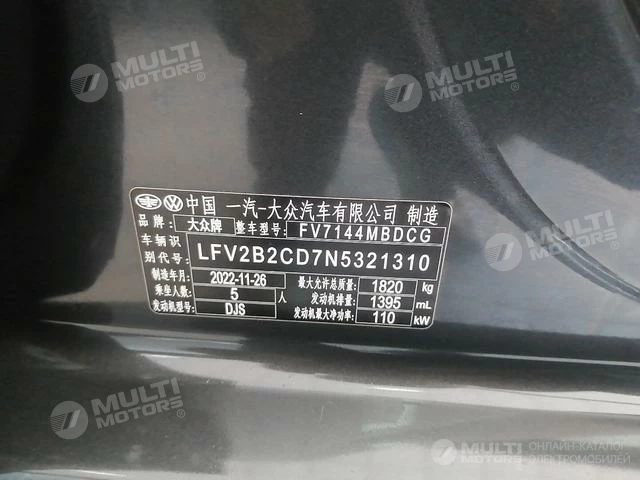 MULTI
MOTORS®
MULTI
MOTORS®
中国 一汽-大众汽车有限公司 制造
品牌: 大众牌 整车型号: FV7144MBDCG
车辆识别代号: LFV2B2CD7N5321310
制造年月: 2022-11-26 最大允许总质量: 1820 kg
乘坐人数: 5 人 发动机排量: 1395 mL
发动机型号: DJS 发动机最大净功率: 110 kW
MULTI
MOTORS®
MULTI
MOTORS
ОНЛАЙН-КАТАЛОГ
ЭЛЕКТРОМОБИЛЕЙ